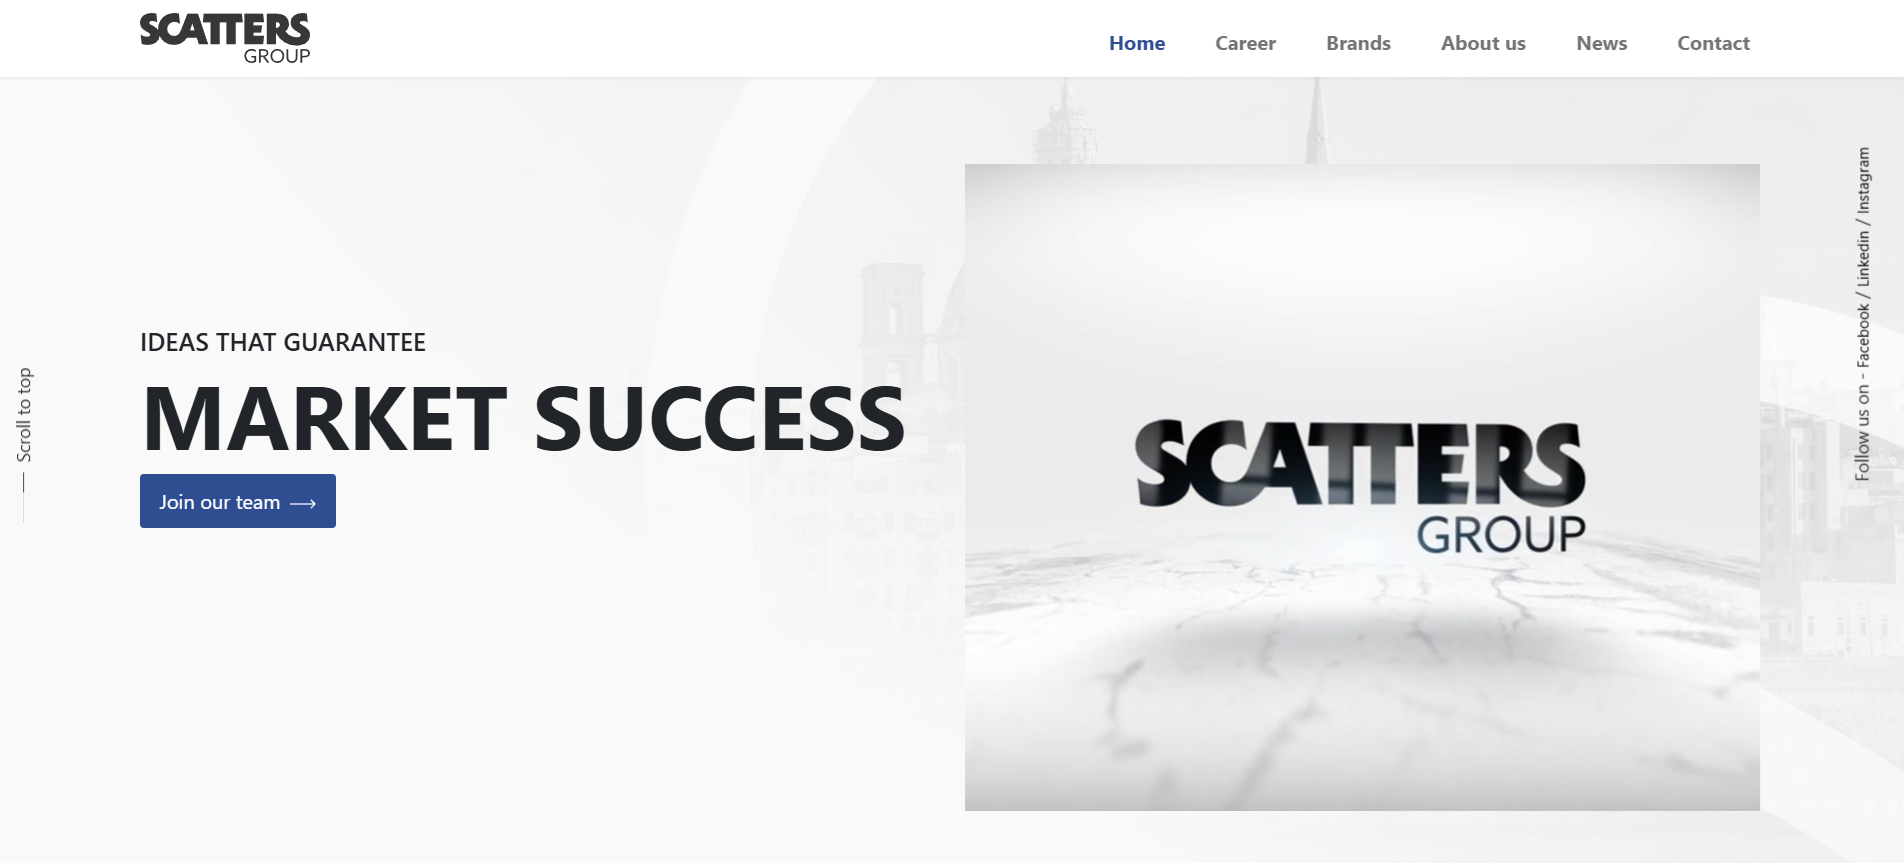 SCATTERS
GROUP
Home
Career
Brands
About us
News
Contact
IDEAS THAT GUARANTEE
MARKET SUCCESS
Join our team
Scroll to top
SCATTERS
GROUP
Follow us on - Facebook / Linkedin / Instagram